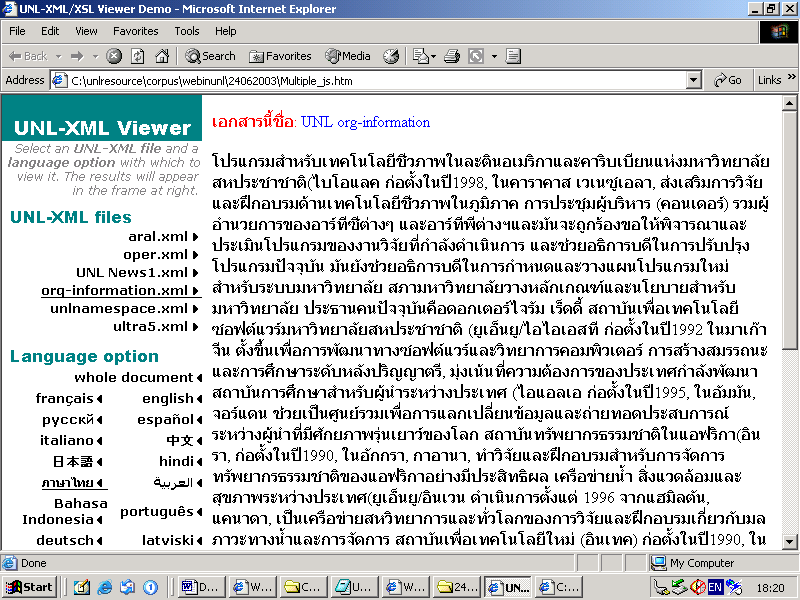 UNL-XML/XSL Viewer Demo - Microsoft Internet Explorer
File Edit View Favorites Tools Help
Back Search Favorites Media
Address C:\unlresource\corpus\webinunl\24062003\Multiple_js.htm Go Links »
UNL-XML Viewer
Select an UNL-XML file and a
language option with which to
view it. The results will appear
in the frame at right.
UNL-XML files
aral.xml
oper.xml
UNL News1.xml
org-information.xml
unlnamespace.xml
ultra5.xml
Language option
whole document
français english
русскй español
italiano 中文
日本語 hindi
ภาษาไทย العربية
Bahasa
Indonesia português
deutsch latviski
เอกสารนี้ชื่อ: UNL org-information
โปรแกรมสำหรับเทคโนโลยีชีวภาพในละตินอเมริกาและคาริบเบียนแห่งมหาวิทยาลัย
สหประชาชาติ(ไบโอแลค ก่อตั้งในปี1998, ในคาราคาส เวเนซูเอลา, ส่งเสริมการวิจัย
และฝึกอบรมด้านเทคโนโลยีชีวภาพในภูมิภาค การประชุมผู้บริหาร (คอนเตอร์) รวมผู้
อำนวยการของอาร์ทีซีต่างๆ และอาร์ทีพีต่างๆและมันจะถูกร้องขอให้พิจารณาและ
ประเมินโปรแกรมของงานวิจัยที่กำลังดำเนินการ และช่วยอธิการบดีในการปรับปรุง
โปรแกรมปัจจุบัน มันยังช่วยอธิการบดีในการกำหนดและวางแผนโปรแกรมใหม่
สำหรับระบบมหาวิทยาลัย สภามหาวิทยาลัยวางหลักเกณฑ์และนโยบายสำหรับ
มหาวิทยาลัย ประธานคนปัจจุบันคือดอกเตอร์ไจรัม เร็ดดี้ สถาบันเพื่อเทคโนโลยี
ซอฟต์แวร์มหาวิทยาลัยสหประชาชาติ (ยูเอ็นยู/ไอไอเอสที ก่อตั้งในปี1992 ในมาเก๊า
จีน ตั้งขึ้นเพื่อการพัฒนาทางซอฟต์แวร์และวิทยาการคอมพิวเตอร์ การสร้างสมรรถนะ
และการศึกษาระดับหลังปริญญาตรี, มุ่งเน้นที่ความต้องการของประเทศกำลังพัฒนา
สถาบันการศึกษาสำหรับผู้นำระหว่างประเทศ (ไอแอลเอ ก่อตั้งในปี1995, ในอัมมัน,
จอร์แดน ช่วยเป็นศูนย์รวมเพื่อการแลกเปลี่ยนข้อมูลและถ่ายทอดประสบการณ์
ระหว่างผู้นำที่มีศักยภาพรุ่นเยาว์ของโลก สถาบันทรัพยากรธรรมชาติในแอฟริกา(อิน
รา, ก่อตั้งในปี1990, ในอักกรา, กาอานา, ทำวิจัยและฝึกอบรมสำหรับการจัดการ
ทรัพยากรธรรมชาติของแอฟริกาอย่างมีประสิทธิผล เครือข่ายน้ำ สิ่งแวดล้อมและ
สุขภาพระหว่างประเทศ(ยูเอ็นยู/อินเวน ดำเนินการตั้งแต่ 1996 จากแฮมิลตัน,
แคนาดา, เป็นเครือข่ายสหวิทยาการและทั่วโลกของการวิจัยและฝึกอบรมเกี่ยวกับมล
ภาวะทางน้ำและการจัดการ สถาบันเพื่อเทคโนโลยีใหม่ (อินเทค) ก่อตั้งในปี1990, ใน
Done My Computer
Start D... W... C... U... W... 24... UN... C:... EN 18:20